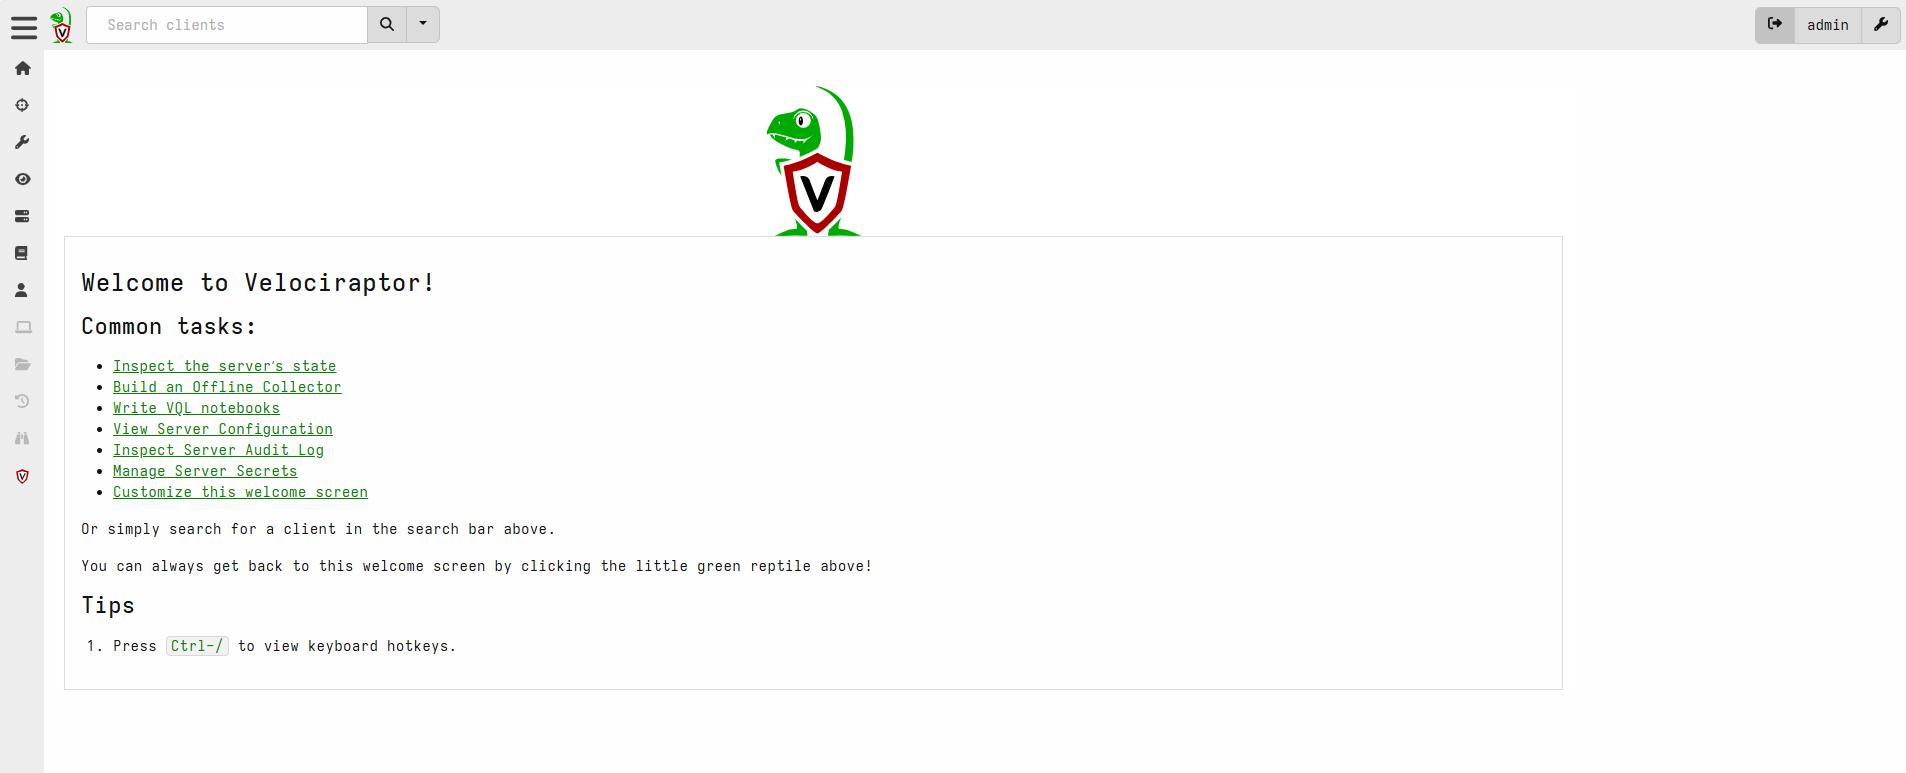 Search clients
admin
V
Welcome to Velociraptor!
Common tasks:
• Inspect the server's state
• Build an Offline Collector
• Write VQL notebooks
• View Server Configuration
• Inspect Server Audit Log
• Manage Server Secrets
• Customize this welcome screen
Or simply search for a client in the search bar above.
You can always get back to this welcome screen by clicking the little green reptile above!
Tips
1. Press Ctrl-/ to view keyboard hotkeys.